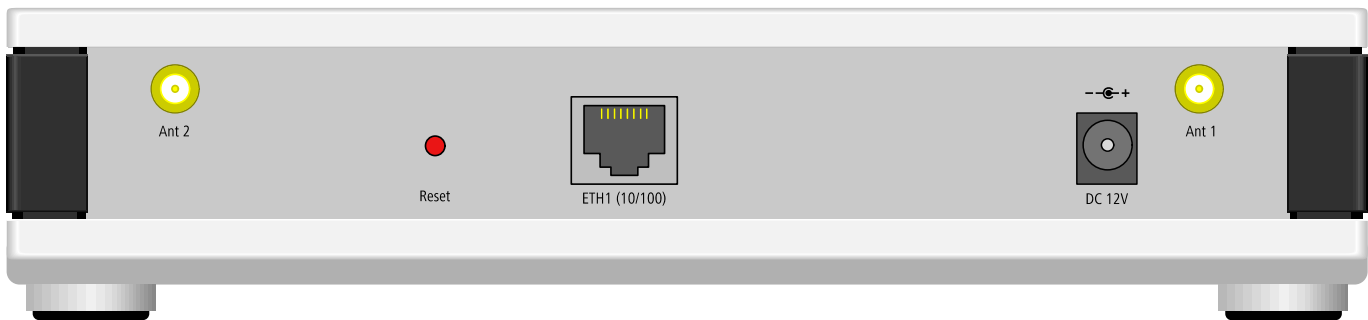 Ant 2
Reset
ETH1 (10/100)
DC 12V
Ant 1